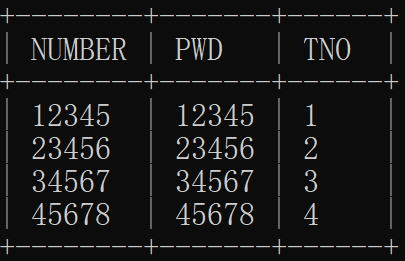 +--------+-------+------+
| NUMBER | PWD   | TNO  |
+--------+-------+------+
| 12345  | 12345 | 1    |
| 23456  | 23456 | 2    |
| 34567  | 34567 | 3    |
| 45678  | 45678 | 4    |
+--------+-------+------+